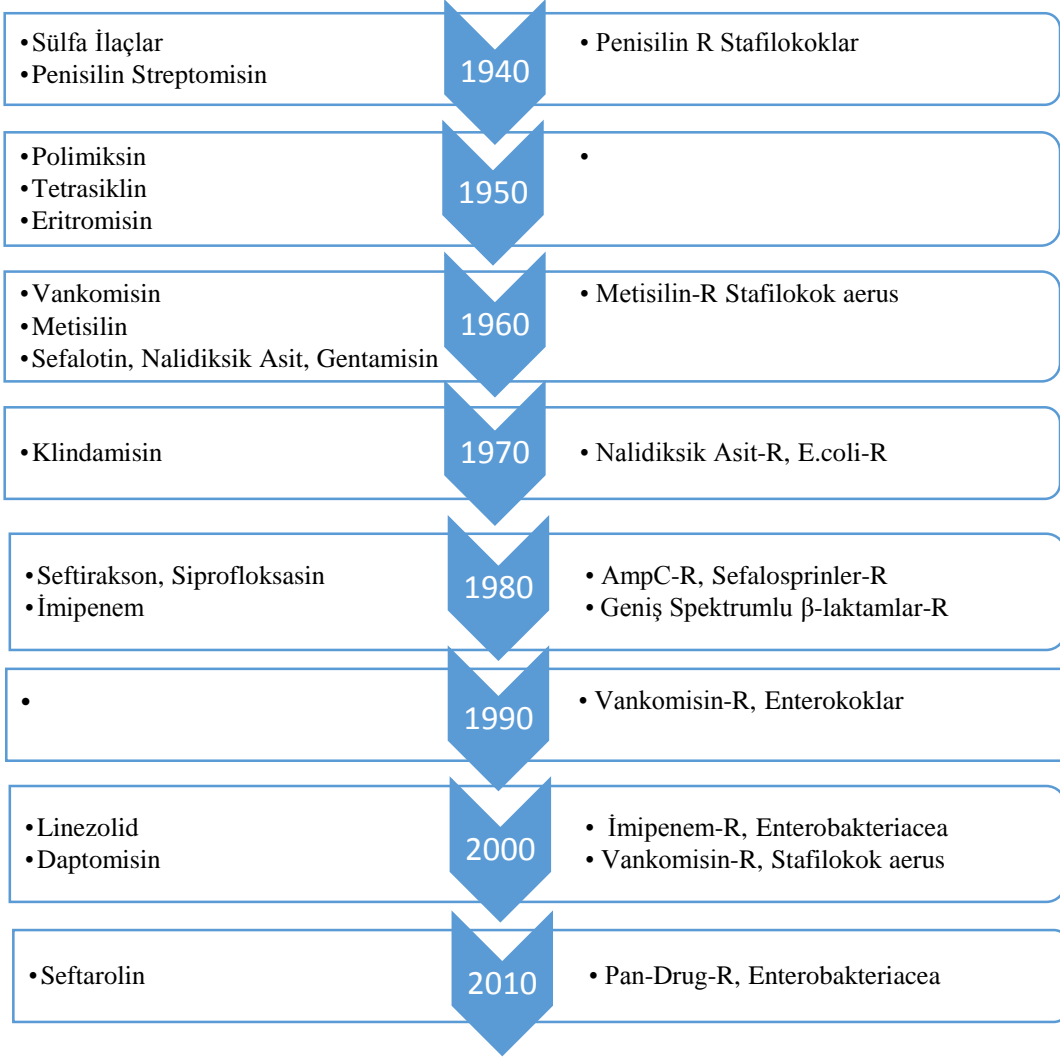 •Sülfa İlaçlar
•Penisilin Streptomisin
1940
• Penisilin R Stafilokoklar
•Polimiksin
•Tetrasiklin
•Eritromisin
1950
•
•Vankomisin
•Metisilin
•Sefalotin, Nalidiksik Asit, Gentamisin
1960
• Metisilin-R Stafilokok aerus
•Klindamisin
1970
• Nalidiksik Asit-R, E.coli-R
•Seftirakson, Siprofloksasin
•İmipenem
1980
• AmpC-R, Sefalosprinler-R
• Geniş Spektrumlu β-laktamlar-R
•
1990
• Vankomisin-R, Enterokoklar
•Linezolid
•Daptomisin
2000
• İmipenem-R, Enterobakteriacea
• Vankomisin-R, Stafilokok aerus
•Seftarolin
2010
• Pan-Drug-R, Enterobakteriacea